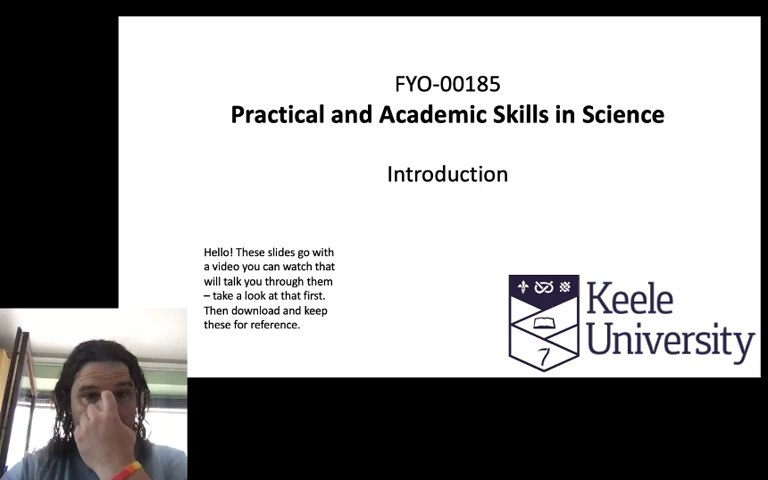 FYO-00185
Practical and Academic Skills in Science
Introduction
Hello! These slides go with
a video you can watch that
will talk you through them
– take a look at that first.
Then download and keep
these for reference.
Keele
University